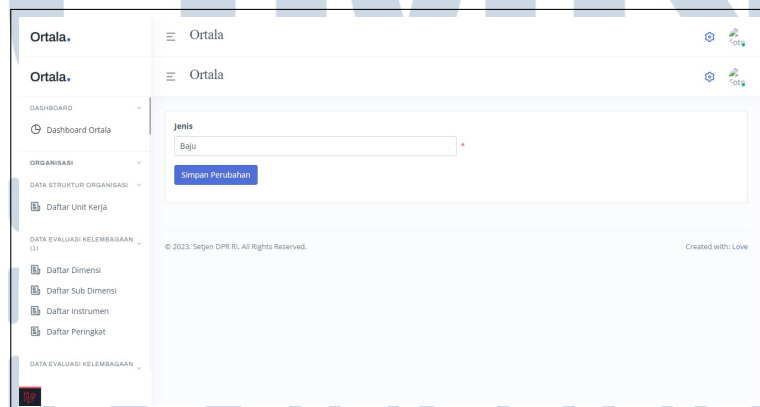 Ortala.
Ortala
Foto
Ortala.
Ortala
Foto
DASHBOARD
Dashboard Ortala
ORGANISASI
DATA STRUKTUR ORGANISASI
Daftar Unit Kerja
DATA EVALUASI KELEMBAGAAN
(1)
Daftar Dimensi
Daftar Sub Dimensi
Daftar Instrumen
Daftar Peringkat
DATA EVALUASI KELEMBAGAAN
Jenis
Baju
*
Simpan Perubahan
© 2023. Setjen DPR RI. All Rights Reserved.
Created with: Love